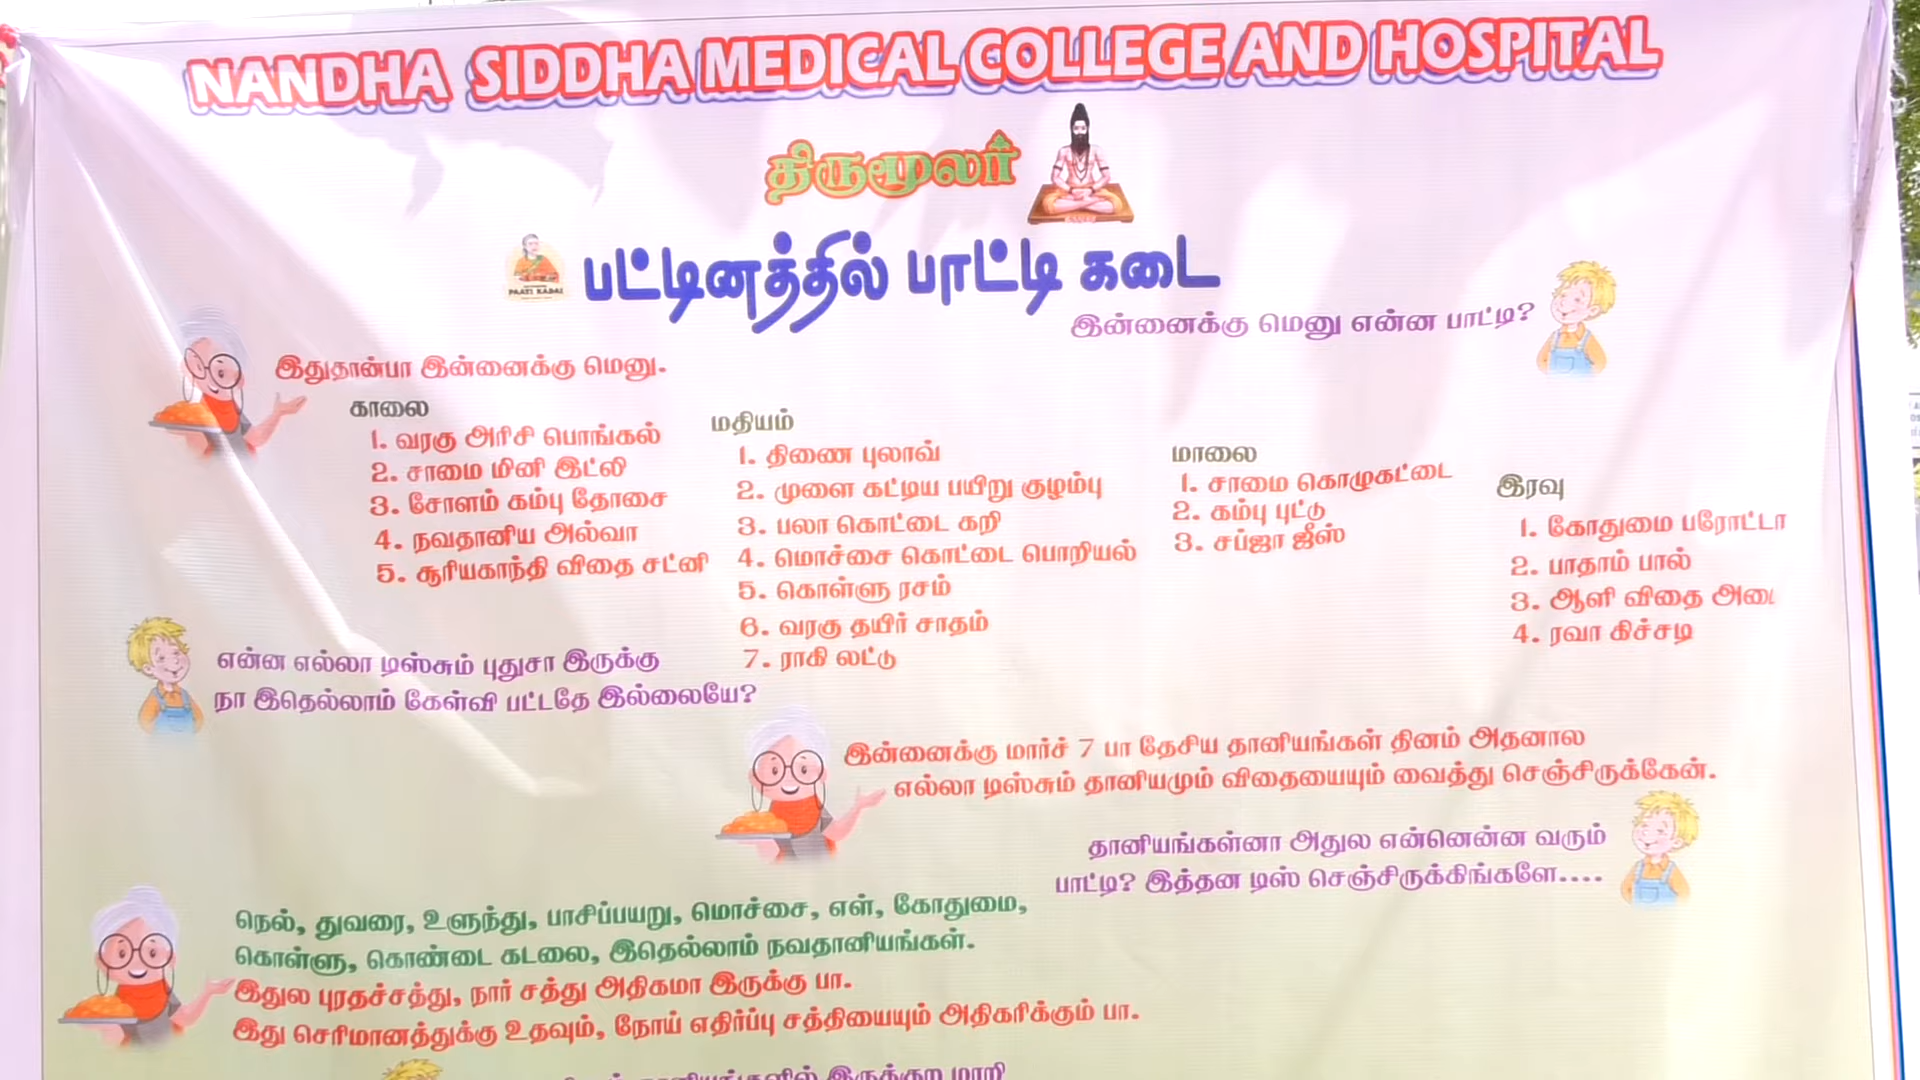 NANDHA SIDDHA MEDICAL COLLEGE AND HOSPITAL
திருமூலர்
PAATI KADAI
பட்டினத்தில் பாட்டி கடை
இன்னைக்கு மெனு என்ன பாட்டி?
இதுதான்பா இன்னைக்கு மெனு.
காலை
1. வரகு அரிசி பொங்கல்
2. சாமை மினி இட்லி
3. சோளம் கம்பு தோசை
4. நவதானிய அல்வா
5. சூரியகாந்தி விதை சட்னி
மதியம்
1. திணை புலாவ்
2. முளை கட்டிய பயிறு குழம்பு
3. பலா கொட்டை கறி
4. மொச்சை கொட்டை பொறியல்
5. கொள்ளு ரசம்
6. வரகு தயிர் சாதம்
7. ராகி லட்டு
மாலை
1. சாமை கொழுகட்டை
2. கம்பு புட்டு
3. சப்ஜா ஜீஸ்
இரவு
1. கோதுமை பரோட்டா
2. பாதாம் பால்
3. ஆளி விதை அடை
4. ரவா கிச்சடி
என்ன எல்லா டிஸ்சும் புதுசா இருக்கு
நா இதெல்லாம் கேள்வி பட்டதே இல்லையே?
இன்னைக்கு மார்ச் 7 பா தேசிய தானியங்கள் தினம் அதனால
எல்லா டிஸ்சும் தானியமும் விதையையும் வைத்து செஞ்சிருக்கேன்.
தானியங்கள்னா அதுல என்னென்ன வரும்
பாட்டி? இத்தன டிஸ் செஞ்சிருக்கிங்களே....
நெல், துவரை, உளுந்து, பாசிப்பயறு, மொச்சை, எள், கோதுமை,
கொள்ளு, கொண்டை கடலை, இதெல்லாம் நவதானியங்கள்.
இதுல புரதச்சத்து, நார் சத்து அதிகமா இருக்கு பா.
இது செரிமானத்துக்கு உதவும், நோய் எதிர்ப்பு சத்தியையும் அதிகரிக்கும் பா.
தானியங்களில் இருக்குற மாறி